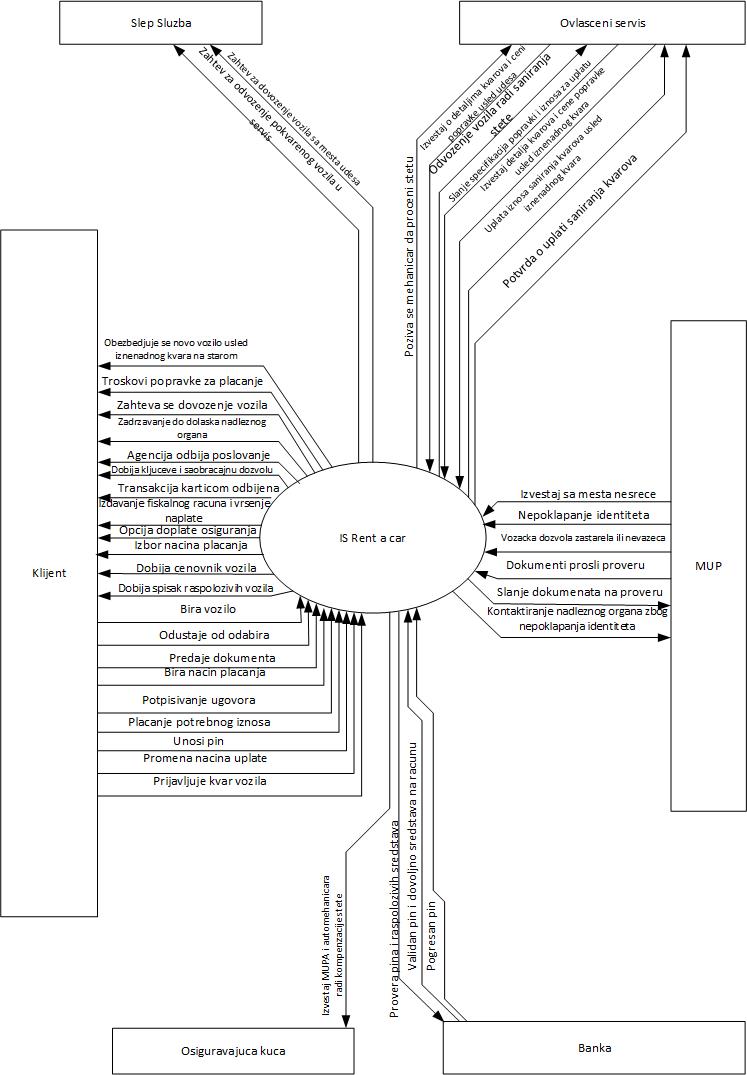 Slep Sluzba
Ovlasceni servis
Zahtev za dovozenje vozila sa mesta udesa
Zahtev za odvozenje pokvarenog vozila u
servis
Poziva se mehanicar da proceni stetu
Izvestaj o detaljima kvarova i ceni
popravke usled udesa
Odvozenje vozila radi saniranja
stete
Slanje specifikacija popravki i iznosa za uplatu
Izvestaj detalja kvarova i cene popravke
usled iznenadnog kvara
Uplata iznosa saniranja kvarova usled
iznenadnog kvara
Potvrda o uplati saniranja kvarova
Obezbedjuje se novo vozilo usled
iznenadnog kvara na starom
Troskovi popravke za placanje
Zahteva se dovozenje vozila
Zadrzavanje do dolaska nadleznog
organa
Agencija odbija poslovanje
Dobija kljuceve i saobracajnu dozvolu
Transakcija karticom odbijena
Izdavanje fiskalnog racuna i vrsenje
naplate
Opcija doplate osiguranja
Izbor nacina placanja
Dobija cenovnik vozila
Dobija spisak raspolozivih vozila
Bira vozilo
Odustaje od odabira
Predaje dokumenta
Bira nacin placanja
Potpisivanje ugovora
Placanje potrebnog iznosa
Unosi pin
Promena nacina uplate
Prijavljuje kvar vozila
Klijent
IS Rent a car
Izvestaj sa mesta nesrece
Nepoklapanje identiteta
Vozacka dozvola zastarela ili nevazeca
Dokumenti prosli proveru
Slanje dokumenata na proveru
Kontaktiranje nadleznog organa zbog
nepoklapanja identiteta
MUP
Izvestaj MUPA i automehanicara
radi kompenzacije stete
Provera pina i raspolozivih sredstava
Validan pin i dovoljno sredstava na racunu
Pogresan pin
Osiguravajuca kuca
Banka